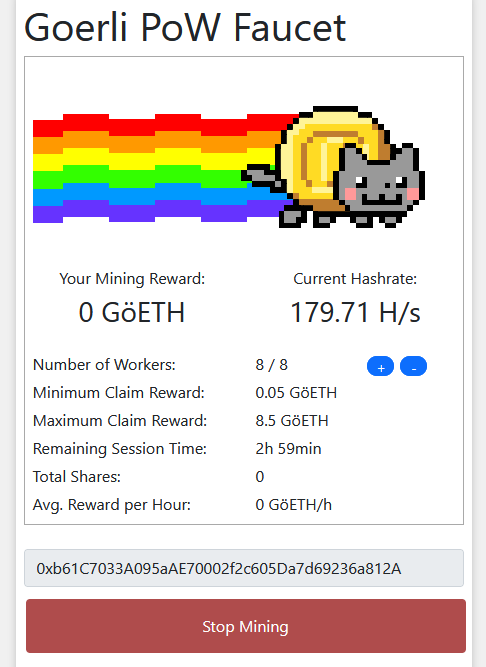 Goerli PoW Faucet
Your Mining Reward: Current Hashrate:
0 GöETH 179.71 H/s
Number of Workers: 8 / 8 + -
Minimum Claim Reward: 0.05 GöETH
Maximum Claim Reward: 8.5 GöETH
Remaining Session Time: 2h 59min
Total Shares: 0
Avg. Reward per Hour: 0 GöETH/h
0xb61C7033A095aAE70002f2c605Da7d69236a812A
Stop Mining